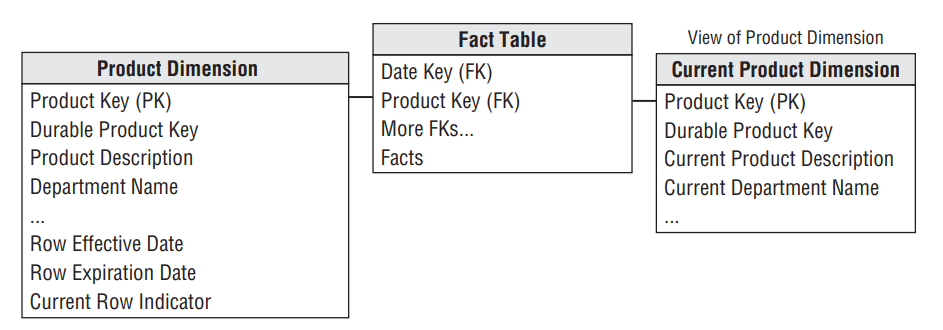 Product Dimension
Product Key (PK)
Durable Product Key
Product Description
Department Name
...
Row Effective Date
Row Expiration Date
Current Row Indicator
Fact Table
Date Key (FK)
Product Key (FK)
More FKs...
Facts
View of Product Dimension
Current Product Dimension
Product Key (PK)
Durable Product Key
Current Product Description
Current Department Name
...